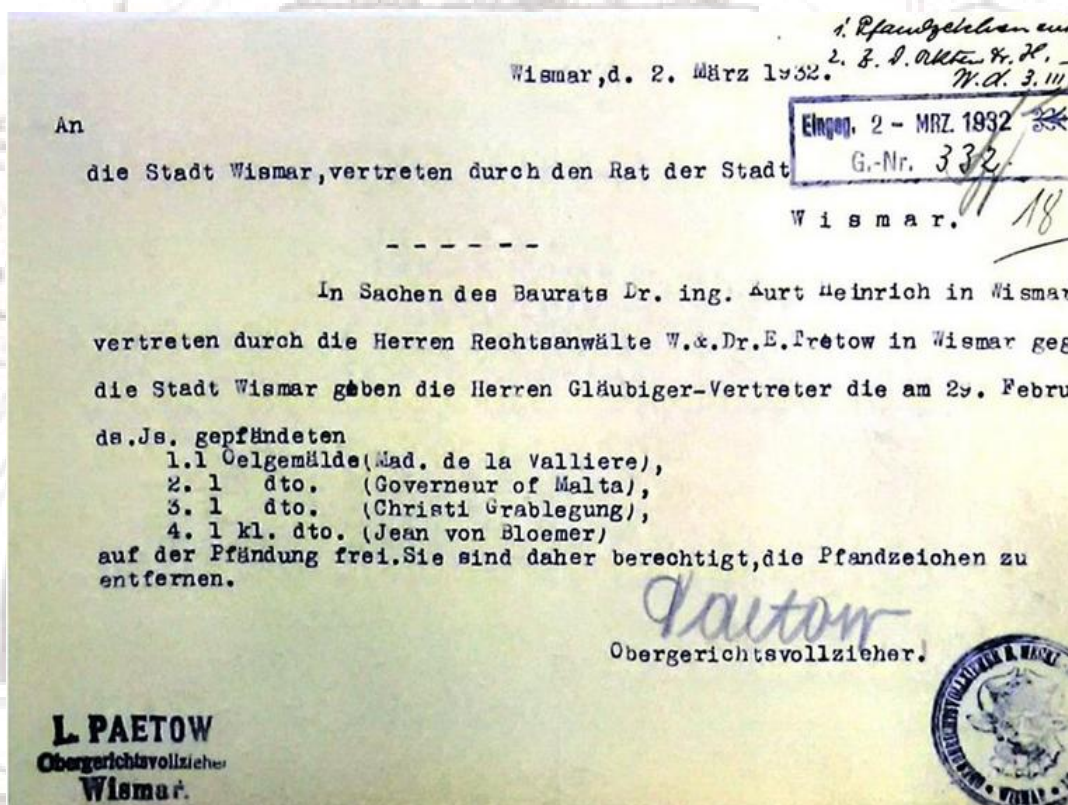 1. Pfandzeichen
2. Z. d. Akten Dr. H.
W. d. 3. III
Wismar,d. 2. März 1932.
Eingeg. 2 - MRZ. 1932
G.-Nr. 332.
An
die Stadt Wismar,vertreten durch den Rat der Stadt
W i s m a r.
18
- - - - - -
In Sachen des Baurats Dr. ing. Kurt Heinrich in Wismar
vertreten durch die Herren Rechtsanwälte W.&.Dr.E.Pretow in Wismar geg
die Stadt Wismar geben die Herren Gläubiger-Vertreter die am 29. Febru
ds.Js. gepfändeten
1.1 Oelgemälde(Mad. de la Valliere),
2. 1 dto. (Governeur of Malta),
3. 1 dto. (Christi Grablegung),
4. 1 kl. dto. (Jean von Bloemer)
auf der Pfändung frei.Sie sind daher berechtigt,die Pfandzeichen zu
entfernen.
Paetow
Obergerichtsvollzieher.
L. PAETOW
Obergerichtsvollzieher
Wismar.